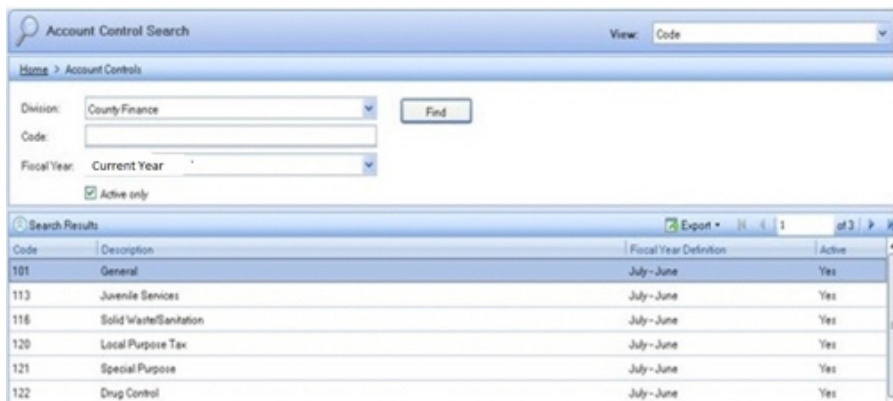 Account Control Search View: Code
Home > Account Controls
Division: County Finance Find
Code:
Fiscal Year: Current Year
Active only
Search Results Export 1 of 3
Code Description Fiscal Year Definition Active
101 General July - June Yes
113 Juvenile Services July - June Yes
116 Solid Waste/Sanitation July - June Yes
120 Local Purpose Tax July - June Yes
121 Special Purpose July - June Yes
122 Drug Control July - June Yes